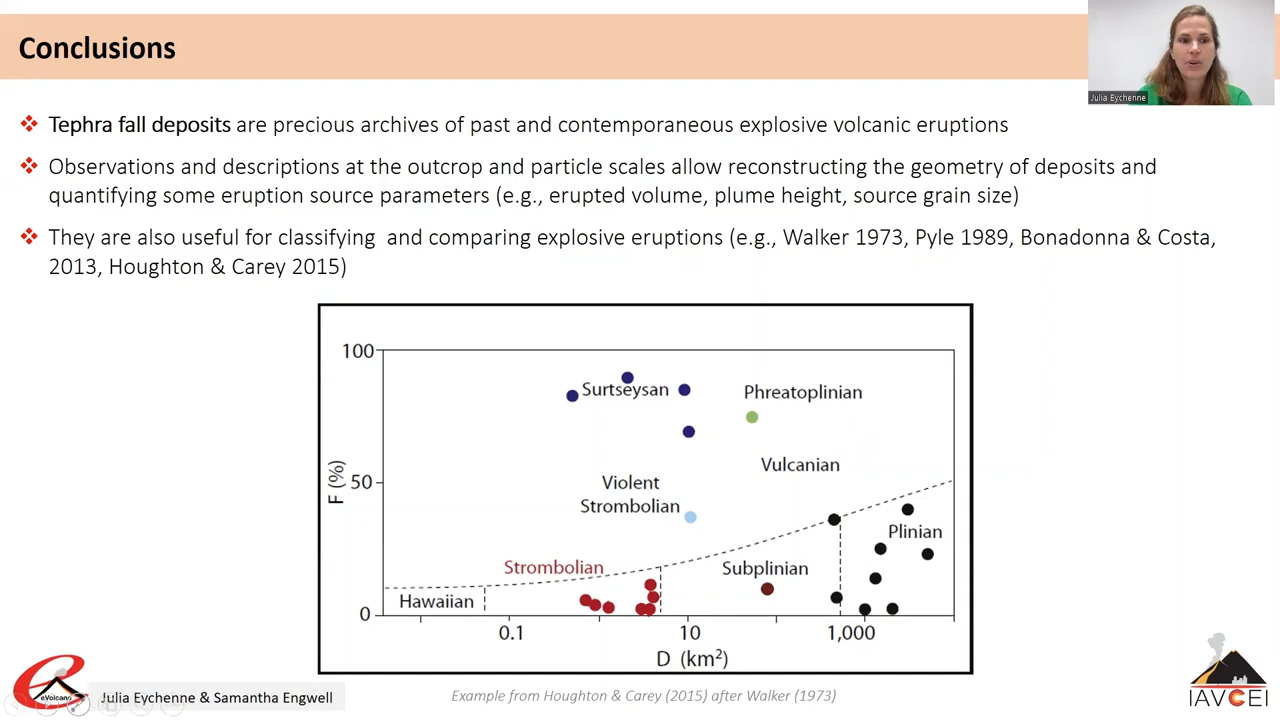 Conclusions
Julia Eychenne
Tephra fall deposits are precious archives of past and contemporaneous explosive volcanic eruptions
Observations and descriptions at the outcrop and particle scales allow reconstructing the geometry of deposits and
quantifying some eruption source parameters (e.g., erupted volume, plume height, source grain size)
They are also useful for classifying and comparing explosive eruptions (e.g., Walker 1973, Pyle 1989, Bonadonna & Costa,
2013, Houghton & Carey 2015)
100
Surtseysan
Phreatoplinian
Vulcanian
F (%)
50
Violent
Strombolian
Plinian
Strombolian
Subplinian
Hawaiian
0
0.1
10
1,000
D (km²)
eVolcano
Julia Eychenne & Samantha Engwell
Example from Houghton & Carey (2015) after Walker (1973)
IAVCEI